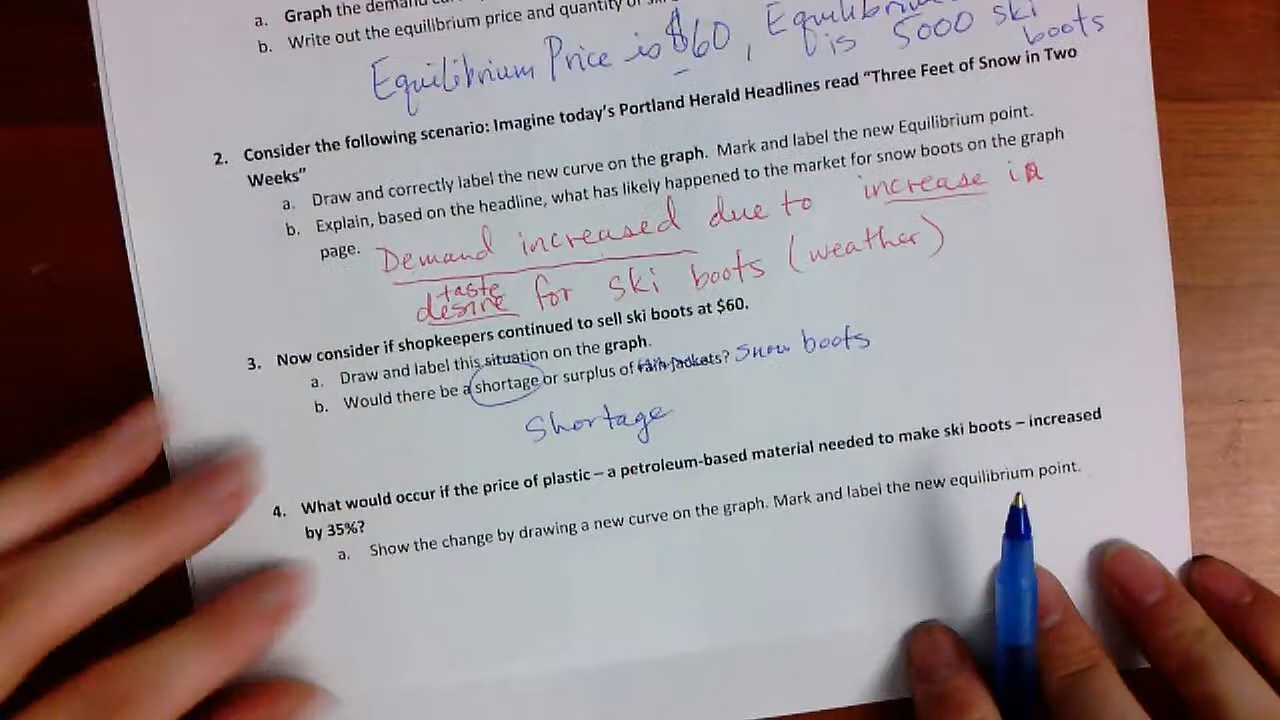 a. Graph the demand
b. Write out the equilibrium price and quantity of
Equilibrium Price is $60, Equilibrium
is 5000 ski
boots
2. Consider the following scenario: Imagine today's Portland Herald Headlines read "Three Feet of Snow in Two
Weeks"
a. Draw and correctly label the new curve on the graph. Mark and label the new Equilibrium point.
b. Explain, based on the headline, what has likely happened to the market for snow boots on the graph
page.
Demand increased due to increase in
taste
desire for ski boots (weather)
3. Now consider if shopkeepers continued to sell ski boots at $60.
a. Draw and label this situation on the graph.
b. Would there be a shortage or surplus of rain jackets? Snow boots
Shortage
4. What would occur if the price of plastic – a petroleum-based material needed to make ski boots – increased
by 35%?
a. Show the change by drawing a new curve on the graph. Mark and label the new equilibrium point.